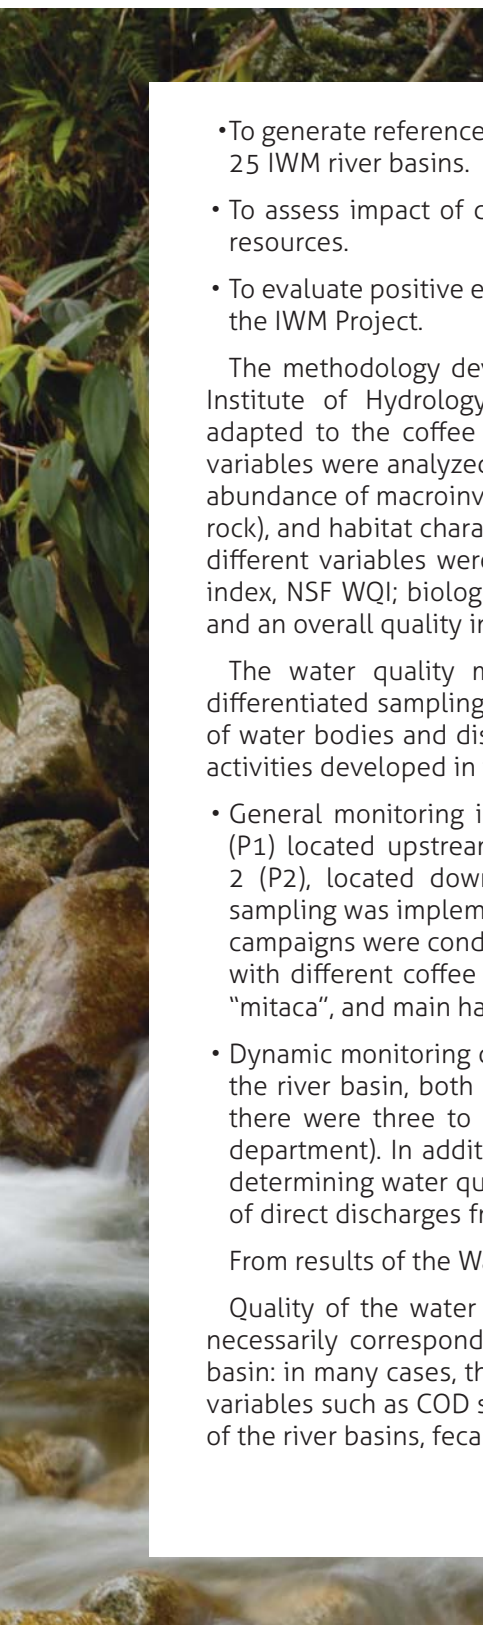 •To generate reference
25 IWM river basins.
• To assess impact of c
resources.
• To evaluate positive e
the IWM Project.
The methodology dev
Institute of Hydrology
adapted to the coffee
variables were analyzed
abundance of macroinv
rock), and habitat chara
different variables were
index, NSF WQI; biolog
and an overall quality in
The water quality m
differentiated sampling
of water bodies and dis
activities developed in
• General monitoring i
(P1) located upstream
2 (P2), located down
sampling was implem
campaigns were cond
with different coffee
“mitaca”, and main ha
• Dynamic monitoring o
the river basin, both
there were three to
department). In addit
determining water qu
of direct discharges fr
From results of the Wa
Quality of the water
necessarily correspond
basin: in many cases, th
variables such as COD s
of the river basins, feca